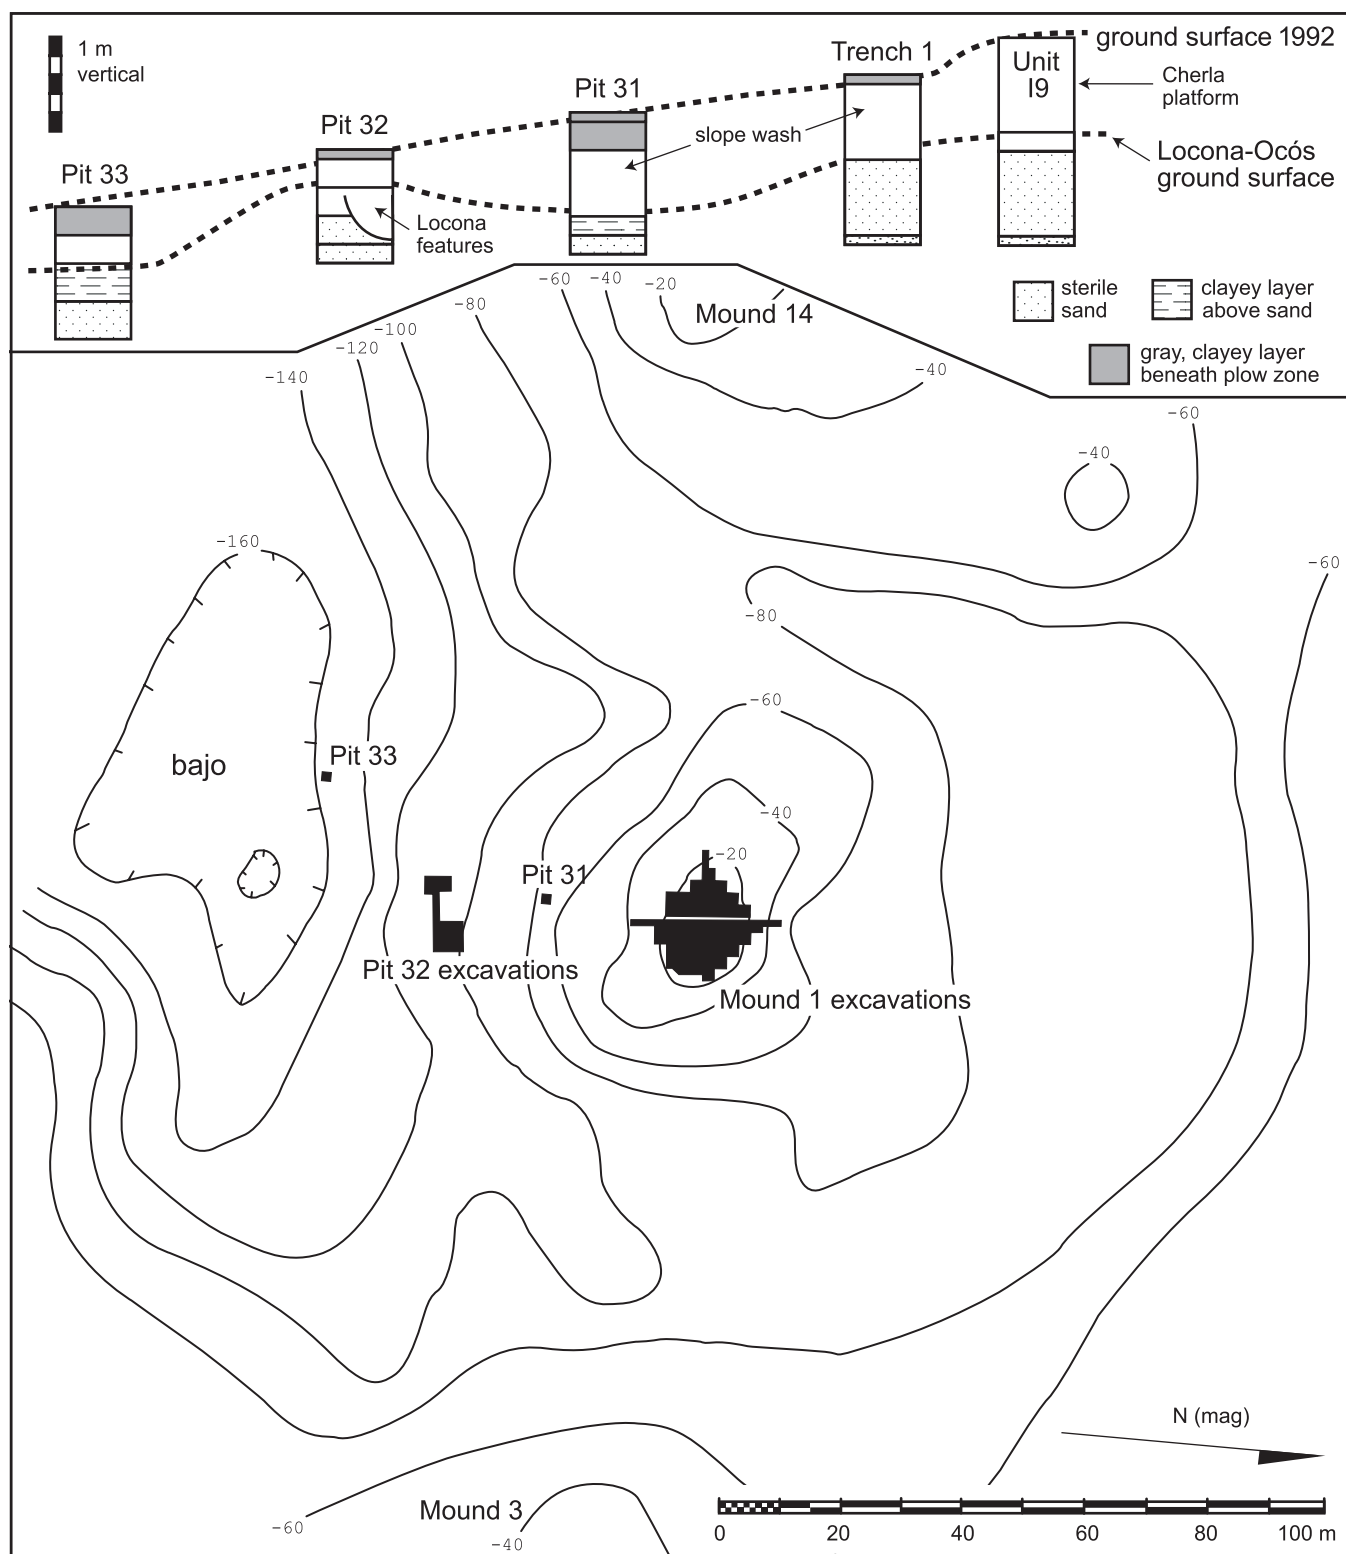 1 m
vertical
Pit 33
Pit 32
Pit 31
Trench 1
Unit
I9
ground surface 1992
Cherla
platform
slope wash
Locona-Ocós
ground surface
Locona
features
sterile
sand
clayey layer
above sand
gray, clayey layer
beneath plow zone
-60
-40
-20
Mound 14
-80
-100
-120
-140
-40
-60
-40
-160
-60
-80
-60
bajo
Pit 33
-40
-20
Pit 31
Pit 32 excavations
Mound 1 excavations
N (mag)
Mound 3
-60
-40
0 20 40 60 80 100 m